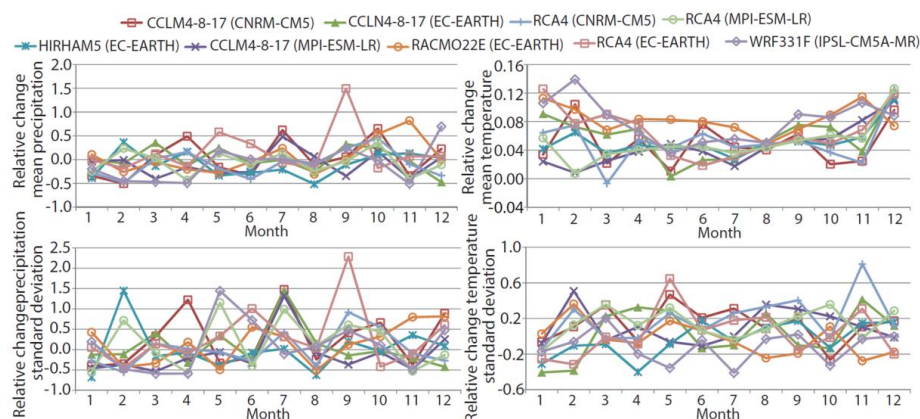 CCLM4-8-17 (CNRM-CM5) CCLN4-8-17 (EC-EARTH) RCA4 (CNRM-CM5) RCA4 (MPI-ESM-LR)
HIRHAM5 (EC-EARTH) CCLM4-8-17 (MPI-ESM-LR) RACMO22E (EC-EARTH) RCA4 (EC-EARTH) WRF331F (IPSL-CM5A-MR)
Relative change
mean precipitation
2.0
1.5
1.0
0.5
0.0
-0.5
-1.0
1 2 3 4 5 6 7 8 9 10 11 12
Month
Relative change
mean temperature
0.16
0.12
0.08
0.04
0.00
-0.04
1 2 3 4 5 6 7 8 9 10 11 12
Month
Relative changeprecipitation
standard deviation
2.5
2.0
1.5
1.0
0.5
0.0
-0.5
-1.0
1 2 3 4 5 6 7 8 9 10 11 12
Month
Relative change temperature
standard deviation
1.0
0.6
0.2
-0.2
-0.6
1 2 3 4 5 6 7 8 9 10 11 12
Month